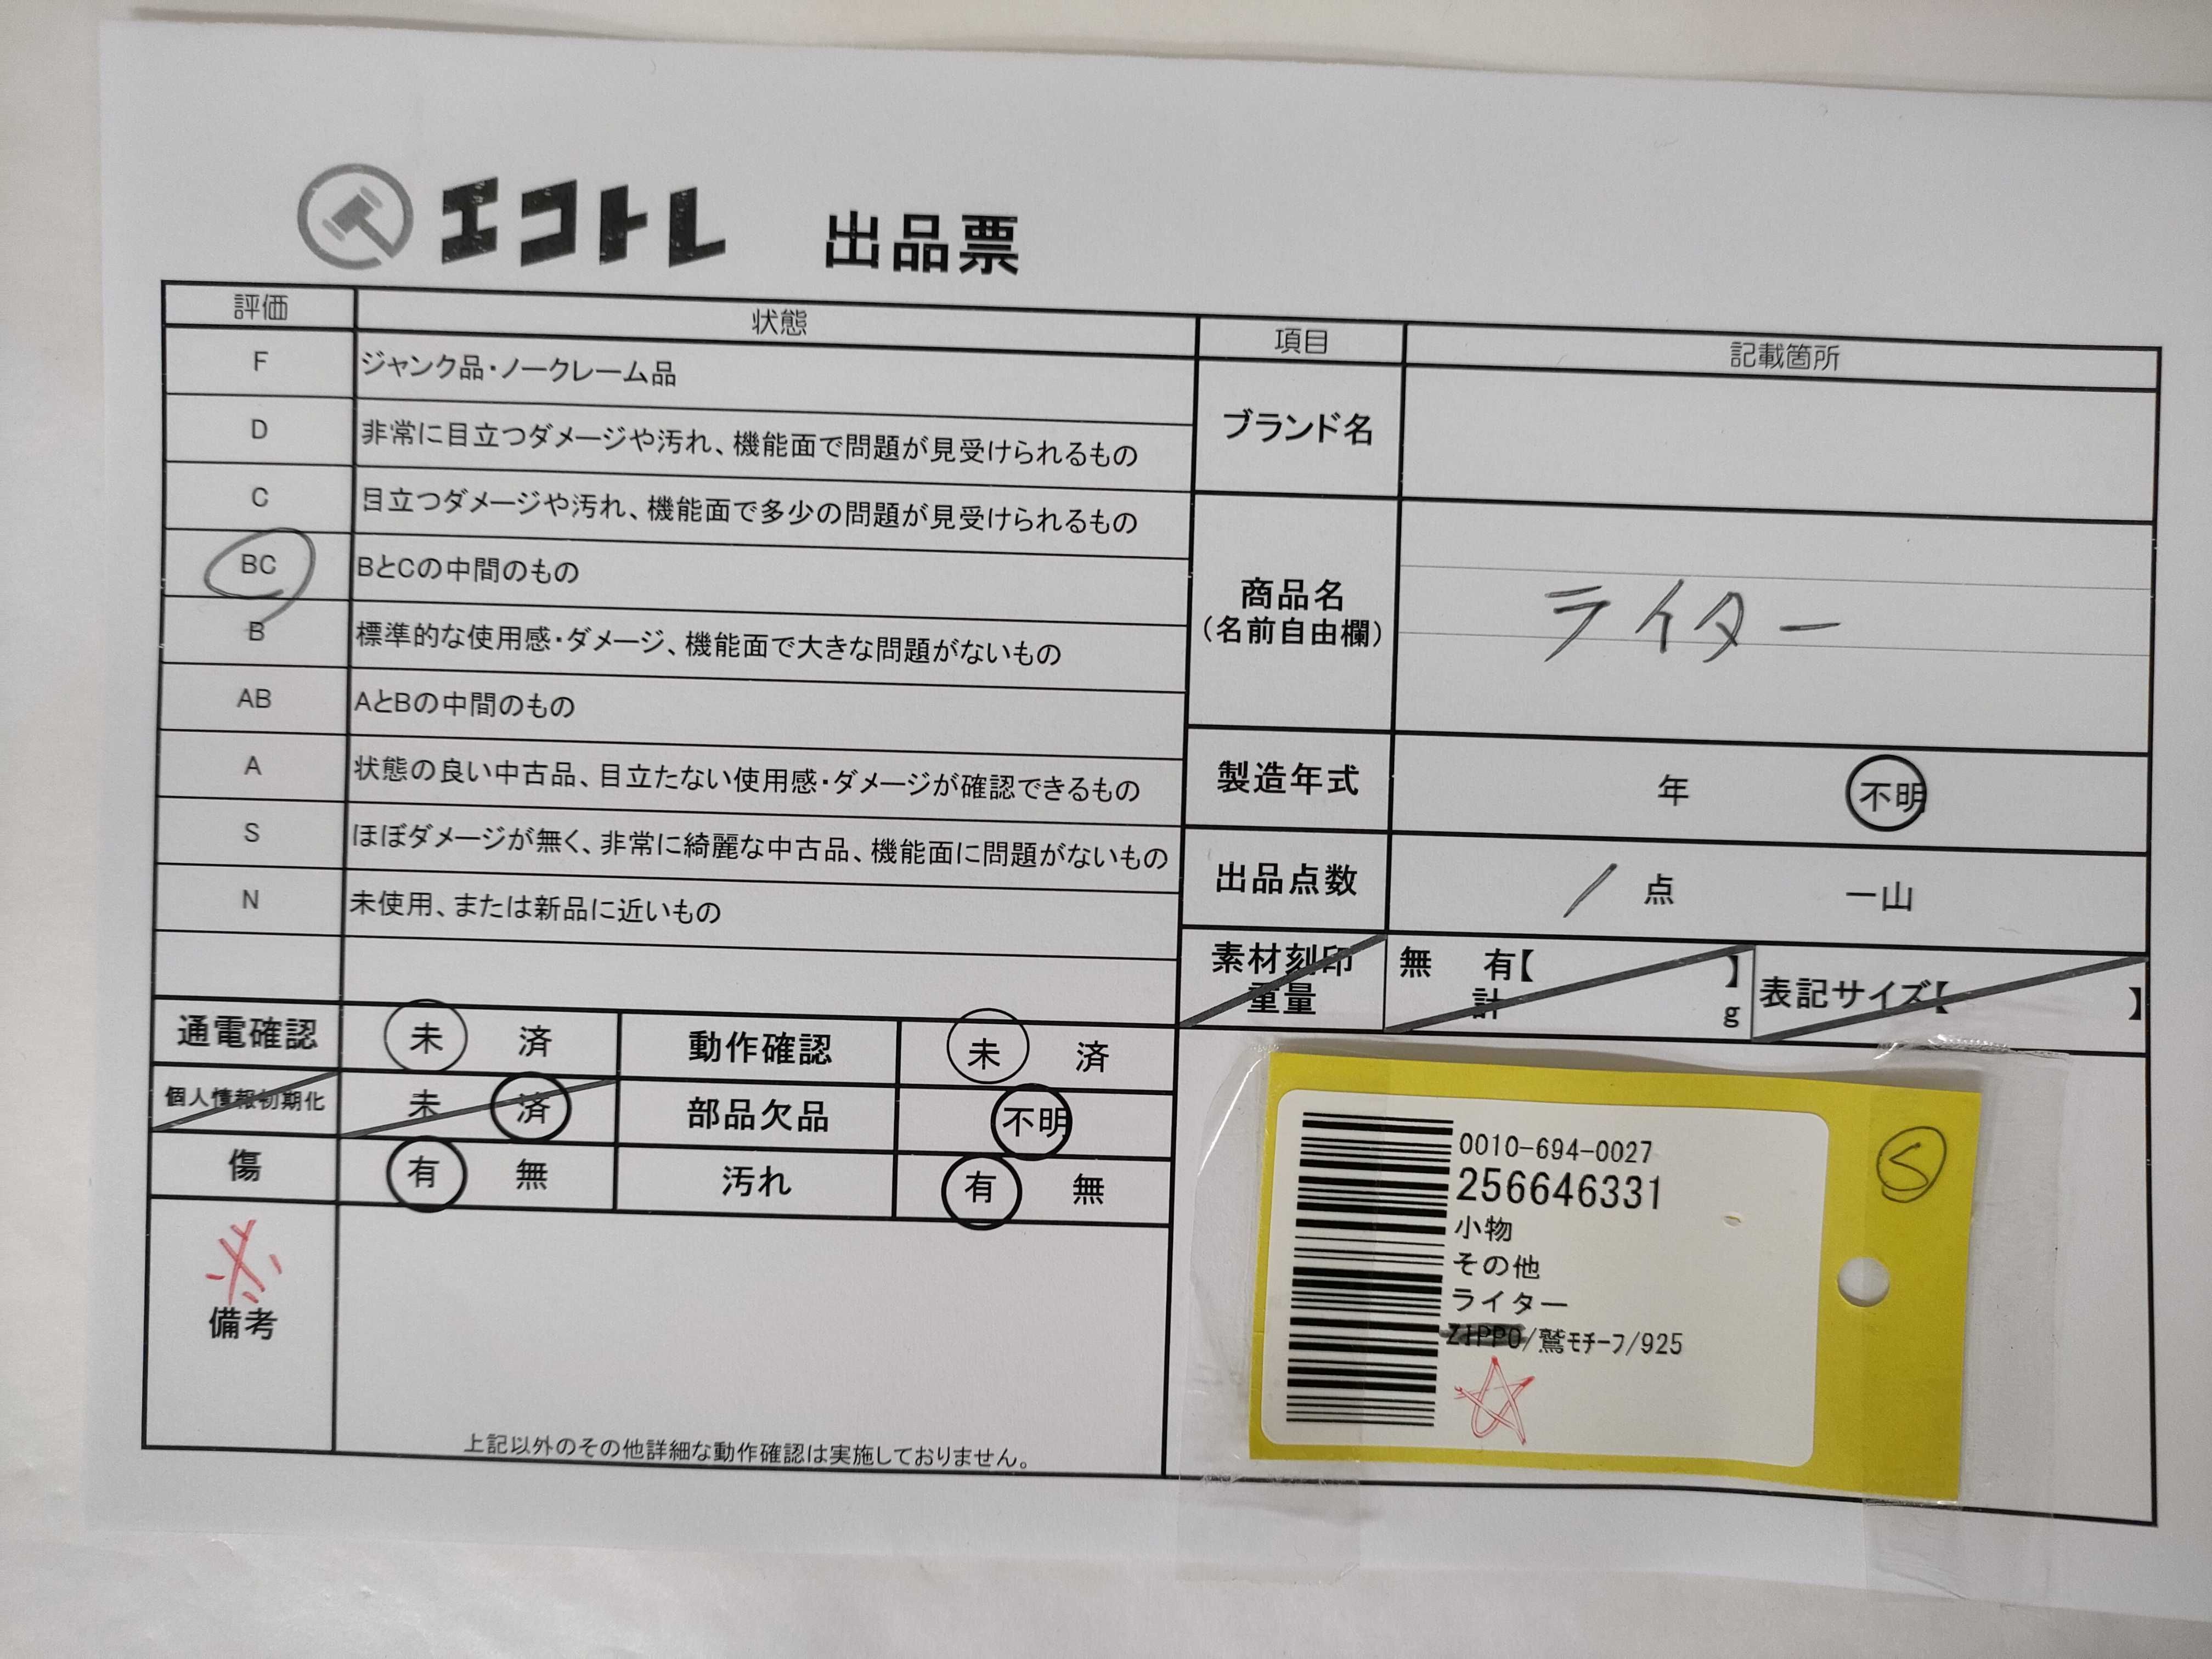 エコトレ 出品票
評価 状態
F ジャンク品・ノークレーム品
D 非常に目立つダメージや汚れ、機能面で問題が見受けられるもの
C 目立つダメージや汚れ、機能面で多少の問題が見受けられるもの
BC BとCの中間のもの
B 標準的な使用感・ダメージ、機能面で大きな問題がないもの
AB AとBの中間のもの
A 状態の良い中古品、目立たない使用感・ダメージが確認できるもの
S ほぼダメージが無く、非常に綺麗な中古品、機能面に問題がないもの
N 未使用、または新品に近いもの
項目 記載箇所
ブランド名
商品名
(名前自由欄)
ライター
製造年式 年 不明
出品点数 / 点 一山
素材刻印 無 有【 】
重量 計 g
表記サイズ【 】
通電確認 未 済 動作確認 未 済
個人情報初期化 未 済 部品欠品 不明
傷 有 無 汚れ 有 無
備考
上記以外のその他詳細な動作確認は実施しておりません。
0010-694-0027
256646331
小物
その他
ライター
ZIPPO/鷲モチーフ/925
S